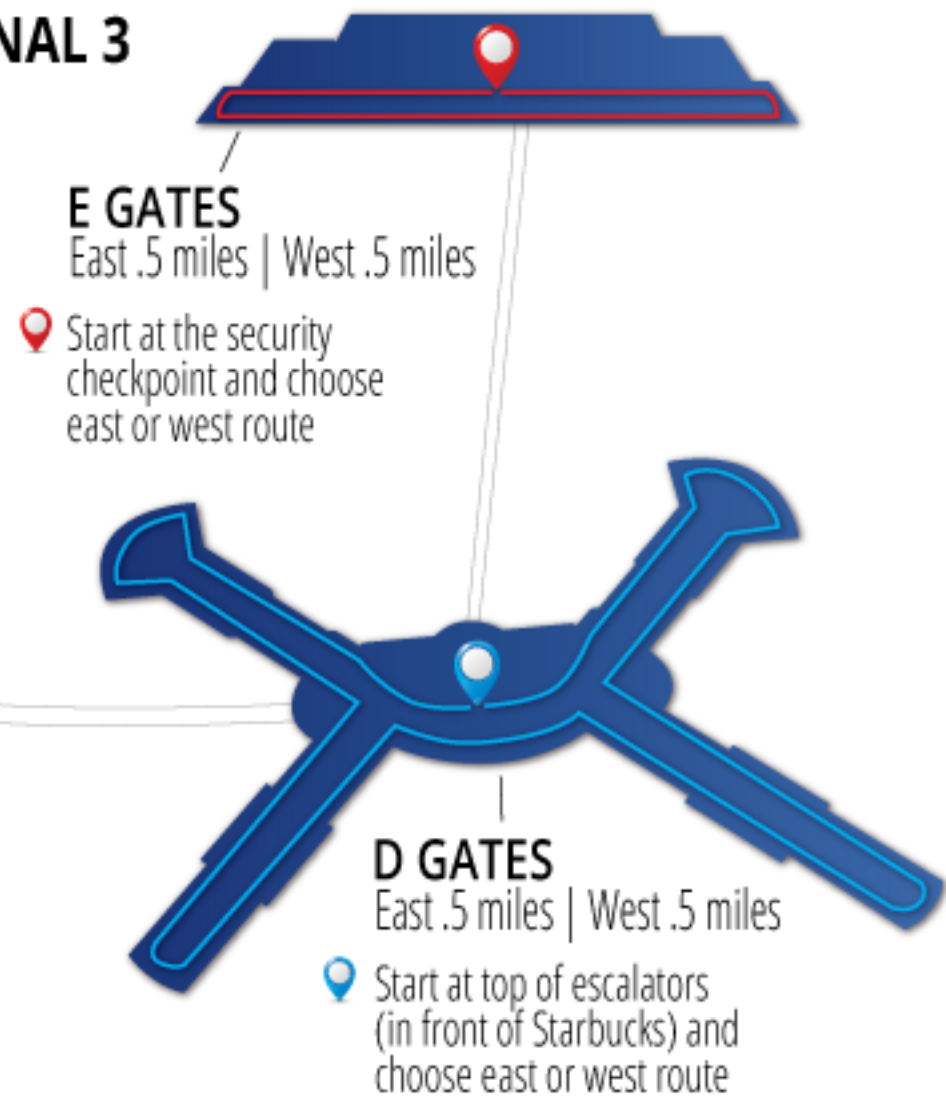 NAL 3
E GATES
East .5 miles | West .5 miles
Start at the security
checkpoint and choose
east or west route
D GATES
East .5 miles | West .5 miles
Start at top of escalators
(in front of Starbucks) and
choose east or west route